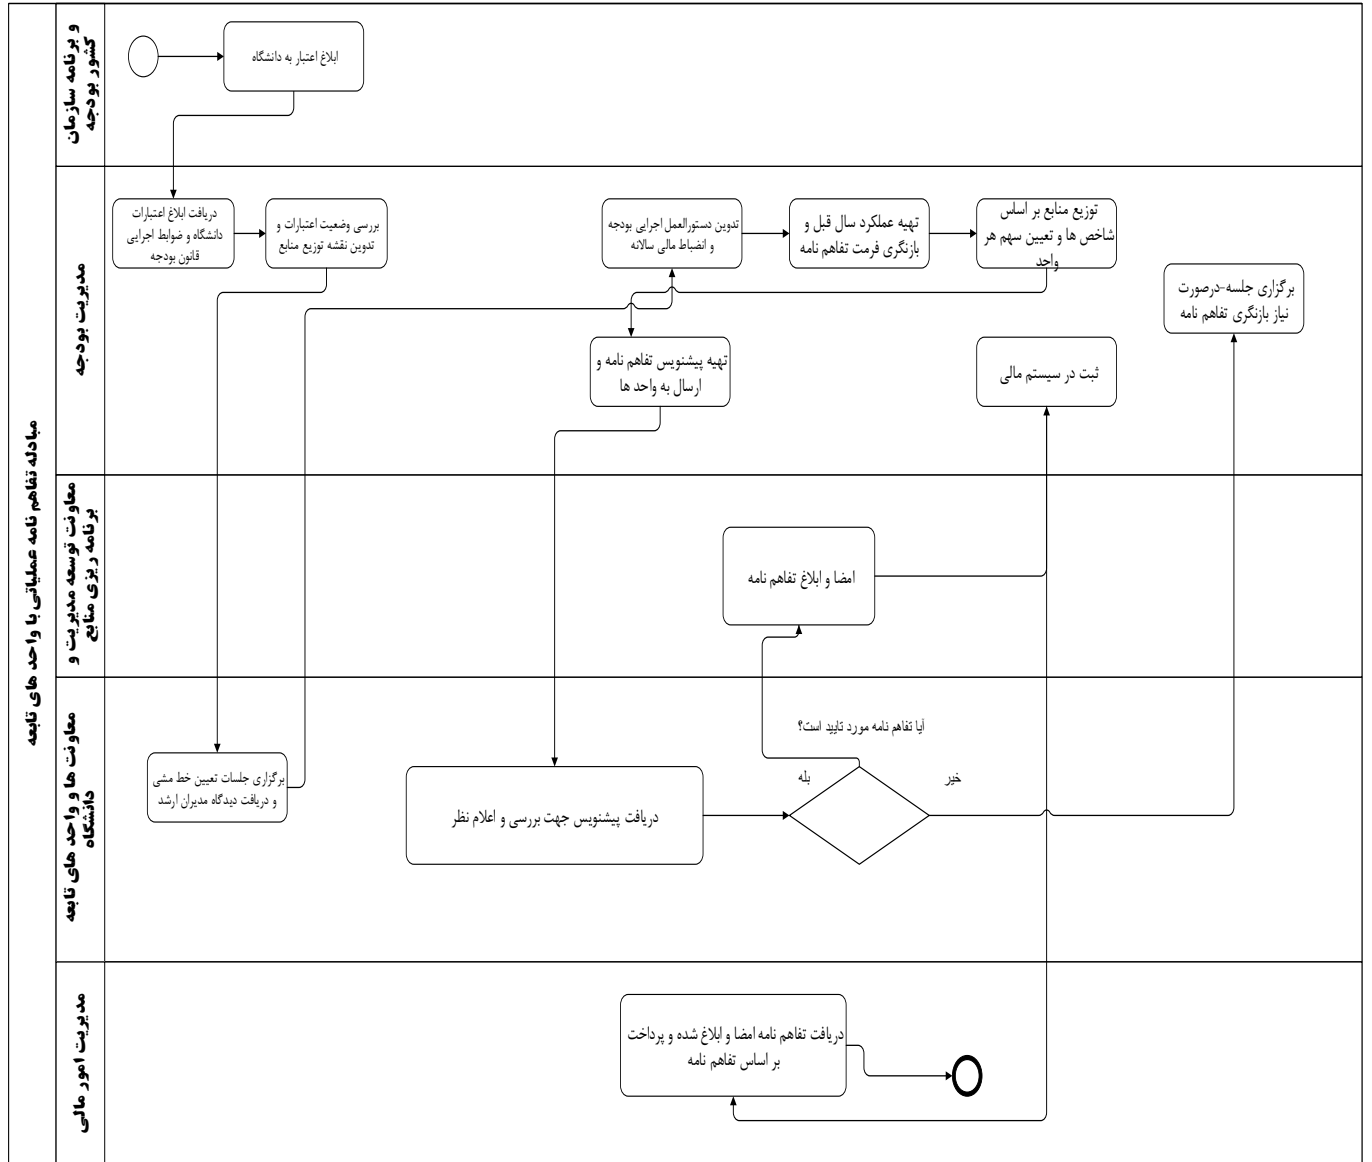 مبادله تفاهم نامه عملیاتی با واحد های تابعه
و برنامه سازمان
کشور بودجه
ابلاغ اعتبار به دانشگاه
مدیریت بودجه
دریافت ابلاغ اعتبارات
دانشگاه و ضوابط اجرایی
قانون بودجه
بررسی وضعیت اعتبارات و
تدوین نقشه توزیع منابع
تدوین دستورالعمل اجرایی بودجه
و انضباط مالی سالانه
تهیه عملکرد سال قبل و
بازنگری فرمت تفاهم نامه
توزیع منابع بر اساس
شاخص ها و تعیین سهم هر
واحد
برگزاری جلسه-درصورت
نیاز بازنگری تفاهم نامه
تهیه پیشنویس تفاهم نامه و
ارسال به واحد ها
ثبت در سیستم مالی
معاونت توسعه مدیریت و
برنامه ریزی منابع
امضا و ابلاغ تفاهم نامه
معاونت ها و واحد های تابعه
دانشگاه
برگزاری جلسات تعیین خط مشی
و دریافت دیدگاه مدیران ارشد
دریافت پیشنویس جهت بررسی و اعلام نظر
آیا تفاهم نامه مورد تایید است؟
بله
خیر
مدیریت امور مالی
دریافت تفاهم نامه امضا و ابلاغ شده و پرداخت
بر اساس تفاهم نامه